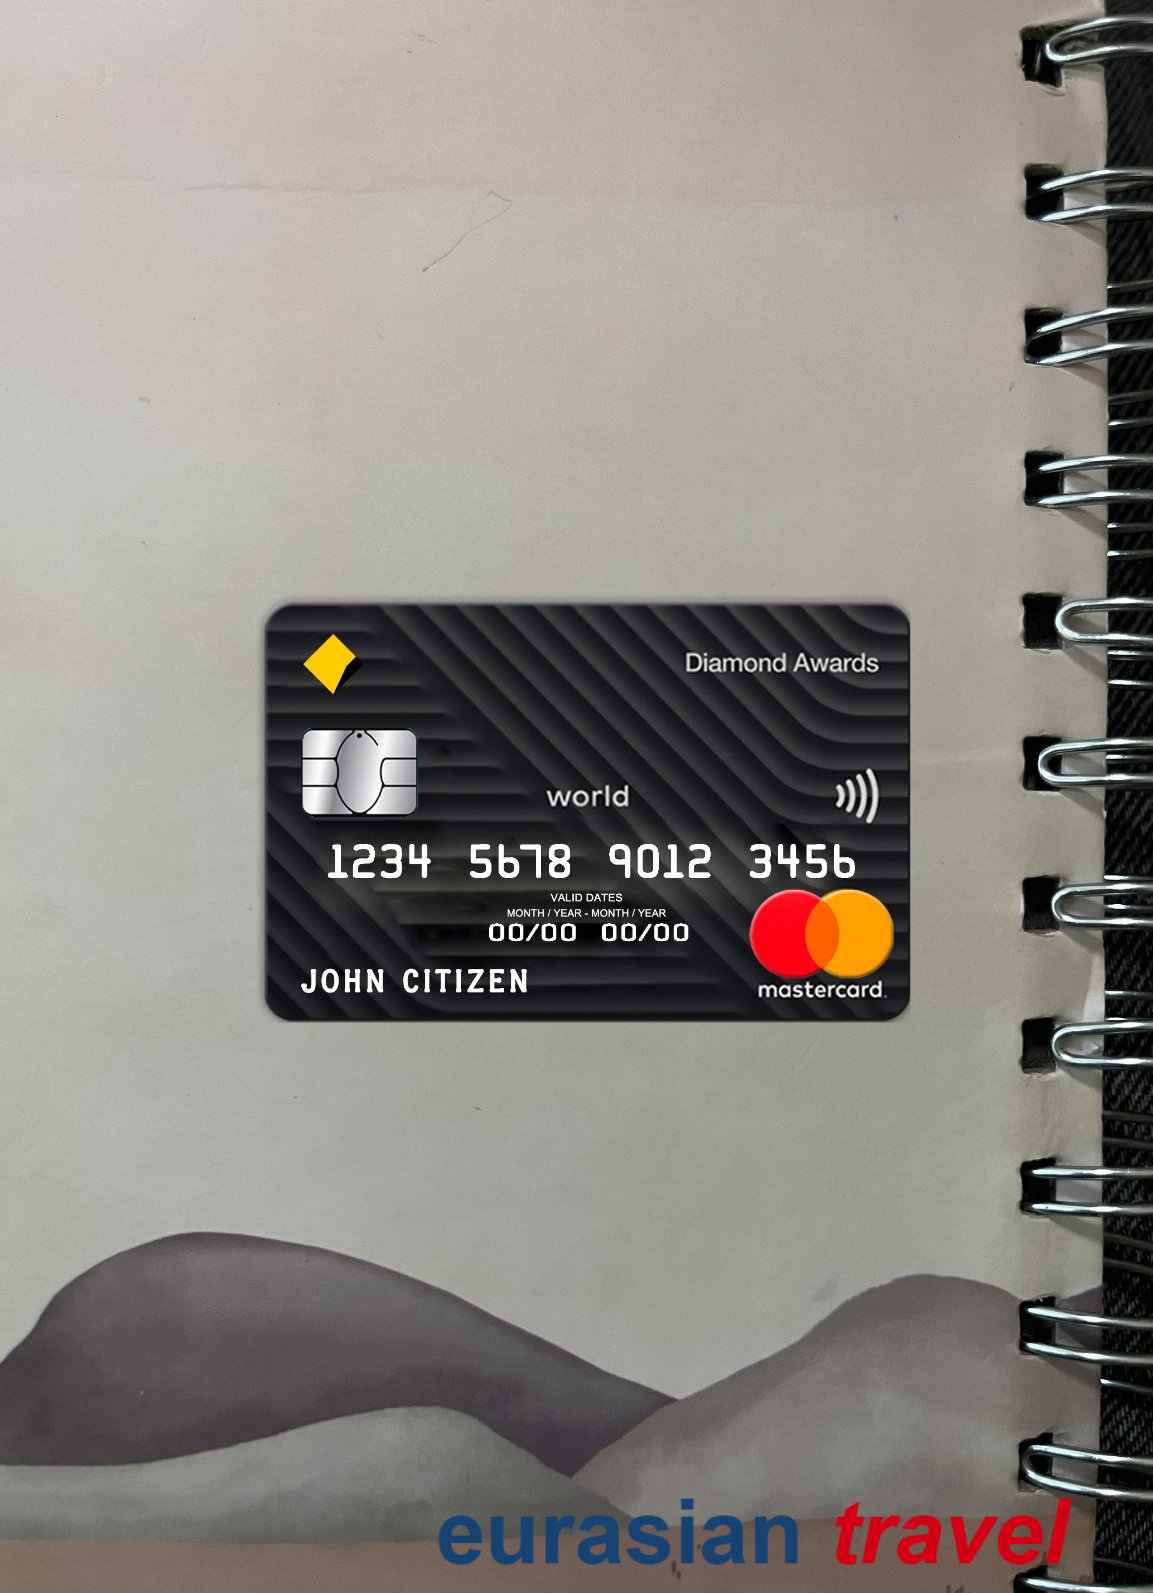 Diamond Awards
world
1234 5678 9012 3456
VALID DATES
MONTH / YEAR - MONTH / YEAR
00/00 00/00
JOHN CITIZEN
mastercard.
eurasian travel